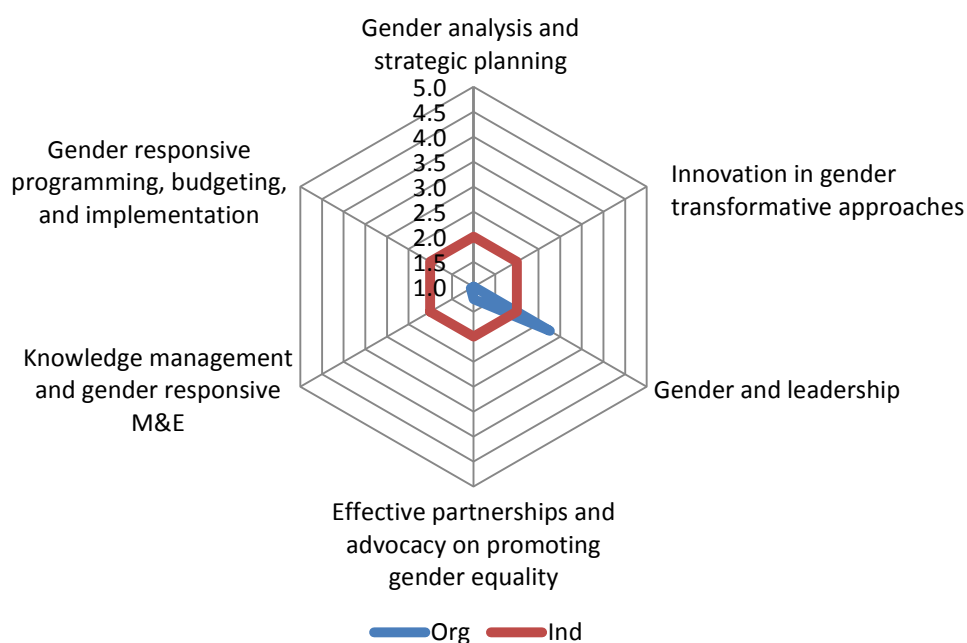 Gender analysis and
strategic planning
5.0
4.5
4.0
3.5
3.0
2.5
2.0
1.5
1.0
Innovation in gender
transformative approaches
Gender and leadership
Effective partnerships and
advocacy on promoting
gender equality
Knowledge management
and gender responsive
M&E
Gender responsive
programming, budgeting,
and implementation
Org
Ind